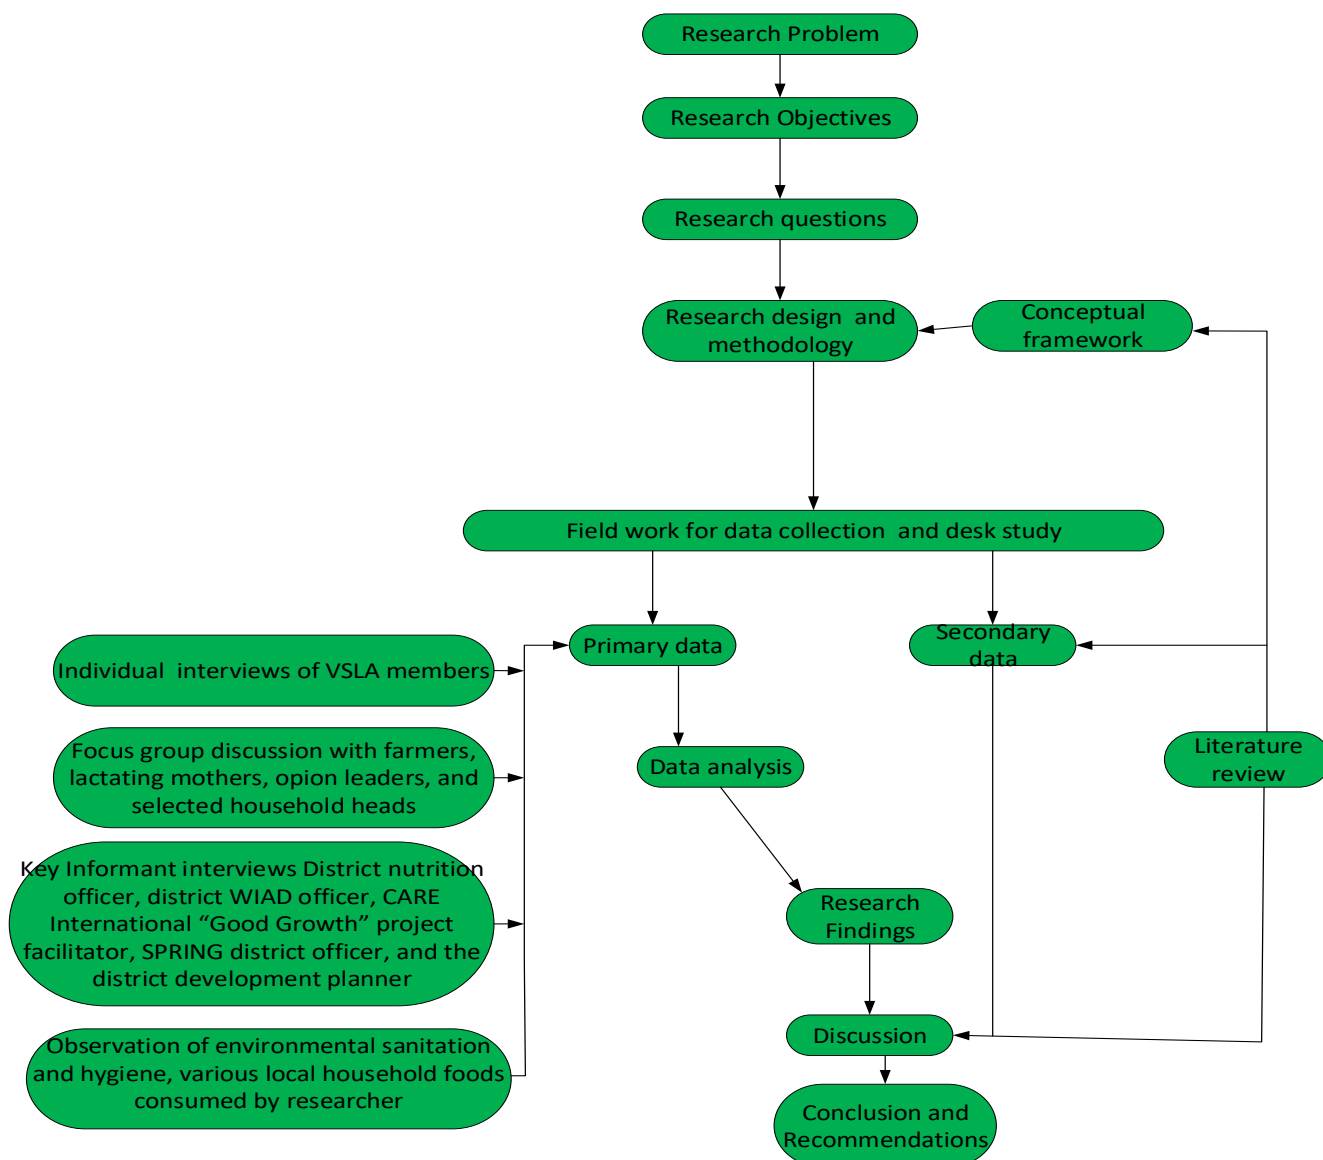 Research Problem
Research Objectives
Research questions
Research design  and
methodology
Conceptual
framework
Field work for data collection  and desk study
Primary data
Secondary
data
Individual  interviews of VSLA members
Focus group discussion with farmers,
lactating mothers, opion leaders, and
selected household heads
Literature
review
Data analysis
Key Informant interviews District nutrition
officer, district WIAD officer, CARE
International “Good Growth” project
facilitator, SPRING district officer, and the
district development planner
Research
Findings
Discussion
Observation of environmental sanitation
and hygiene, various local household foods
consumed by researcher
Conclusion and
Recommendations